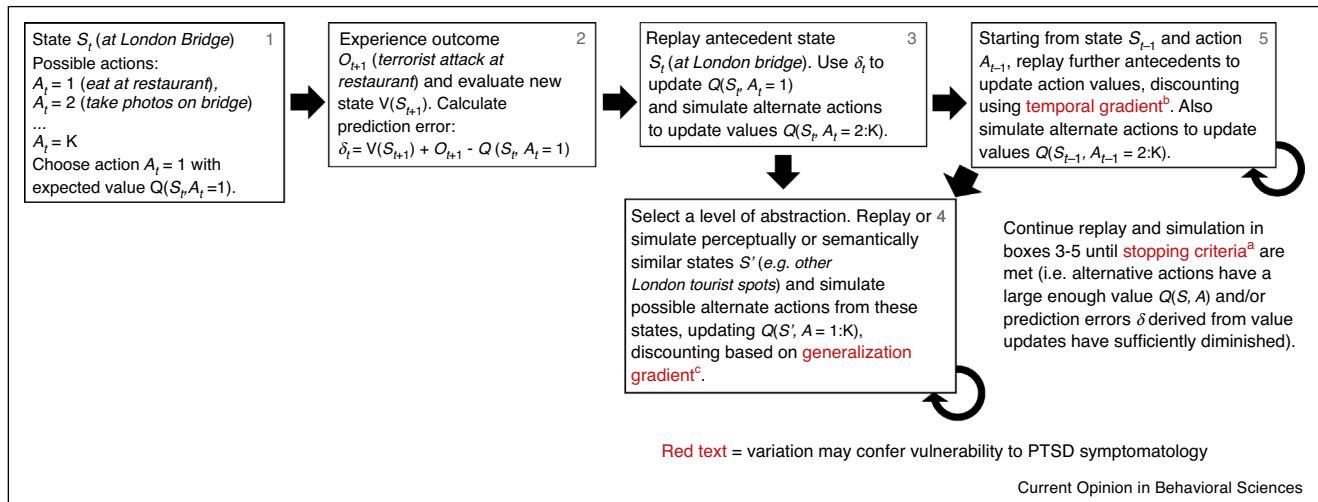 State S_t (at London Bridge) 1
Possible actions:
A_t = 1 (eat at restaurant),
A_t = 2 (take photos on bridge)
...
A_t = K
Choose action A_t = 1 with
expected value Q(S_t,A_t =1).
Experience outcome 2
O_{t+1} (terrorist attack at
restaurant) and evaluate new
state V(S_{t+1}). Calculate
prediction error:
δ_t = V(S_{t+1}) + O_{t+1} - Q (S_t, A_t = 1)
Replay antecedent state 3
S_t (at London bridge). Use δ_t to
update Q(S_t, A_t = 1)
and simulate alternate actions
to update values Q(S_t, A_t = 2:K).
Starting from state S_{t–1} and action 5
A_{t–1}, replay further antecedents to
update action values, discounting
using temporal gradient^b. Also
simulate alternate actions to update
values Q(S_{t–1}, A_{t–1} = 2:K).
Select a level of abstraction. Replay or 4
simulate perceptually or semantically
similar states S' (e.g. other
London tourist spots) and simulate
possible alternate actions from these
states, updating Q(S', A = 1:K),
discounting based on generalization
gradient^c.
Continue replay and simulation in
boxes 3-5 until stopping criteria^a are
met (i.e. alternative actions have a
large enough value Q(S, A) and/or
prediction errors δ derived from value
updates have sufficiently diminished).
Red text = variation may confer vulnerability to PTSD symptomatology
Current Opinion in Behavioral Sciences